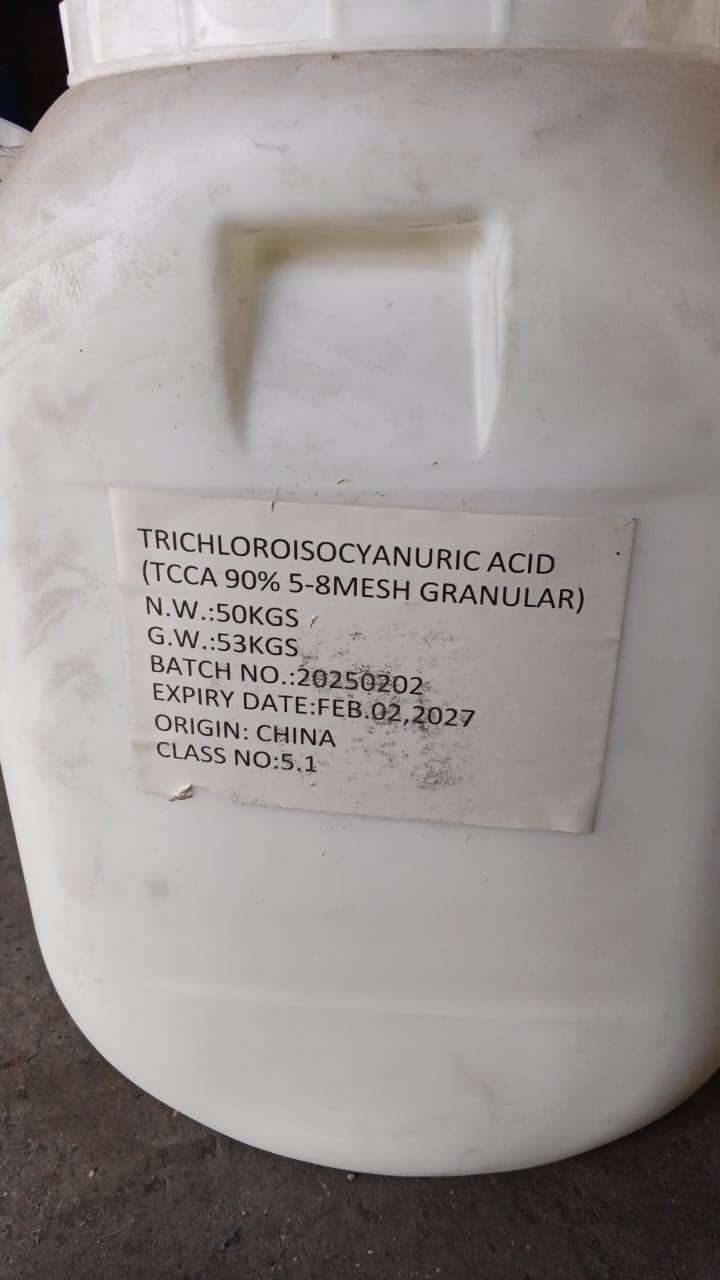 TRICHLOROISOCYANURIC ACID
(TCCA 90% 5-8MESH GRANULAR)
N.W.:50KGS
G.W.:53KGS
BATCH NO.:20250202
EXPIRY DATE:FEB.02,2027
ORIGIN: CHINA
CLASS NO:5.1